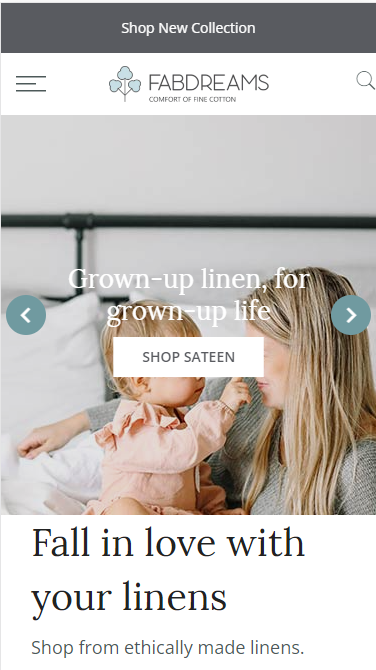 Shop New Collection
FABDREAMS
COMFORT OF FINE COTTON
Grown-up linen, for
grown-up life
SHOP SATEEN
Fall in love with
your linens
Shop from ethically made linens.